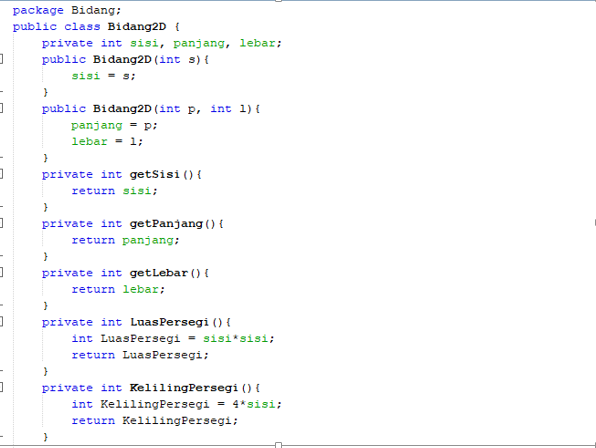 package Bidang;
public class Bidang2D {
    private int sisi, panjang, lebar;
    public Bidang2D(int s){
        sisi = s;
    }
    public Bidang2D(int p, int l){
        panjang = p;
        lebar = l;
    }
    private int getSisi(){
        return sisi;
    }
    private int getPanjang(){
        return panjang;
    }
    private int getLebar(){
        return lebar;
    }
    private int LuasPersegi(){
        int LuasPersegi = sisi*sisi;
        return LuasPersegi;
    }
    private int KelilingPersegi(){
        int KelilingPersegi = 4*sisi;
        return KelilingPersegi;
    }